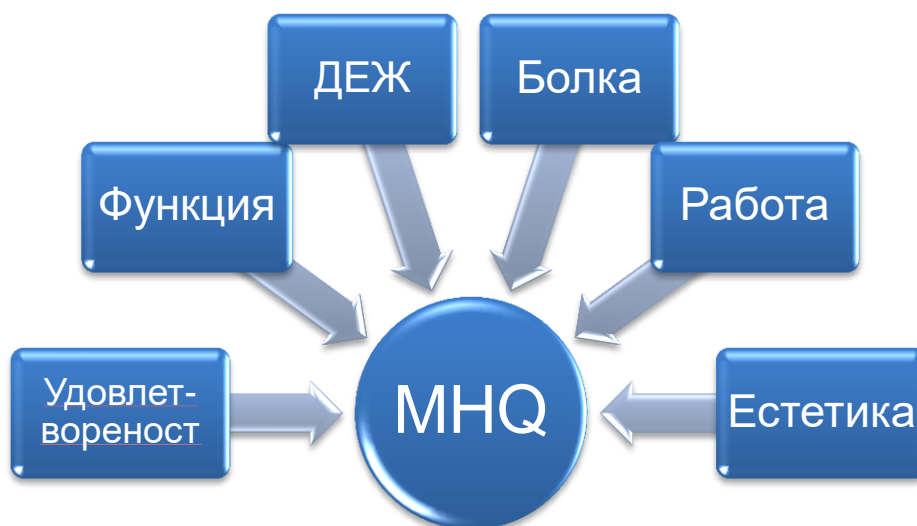 ДЕЖ
Болка
Функция
Работа
Удовлет-
вореност
MHQ
Естетика